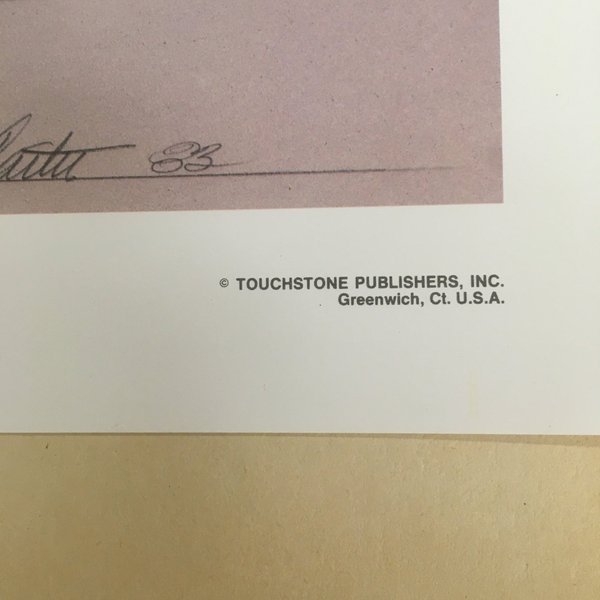 83
© TOUCHSTONE PUBLISHERS, INC.
Greenwich, Ct. U.S.A.